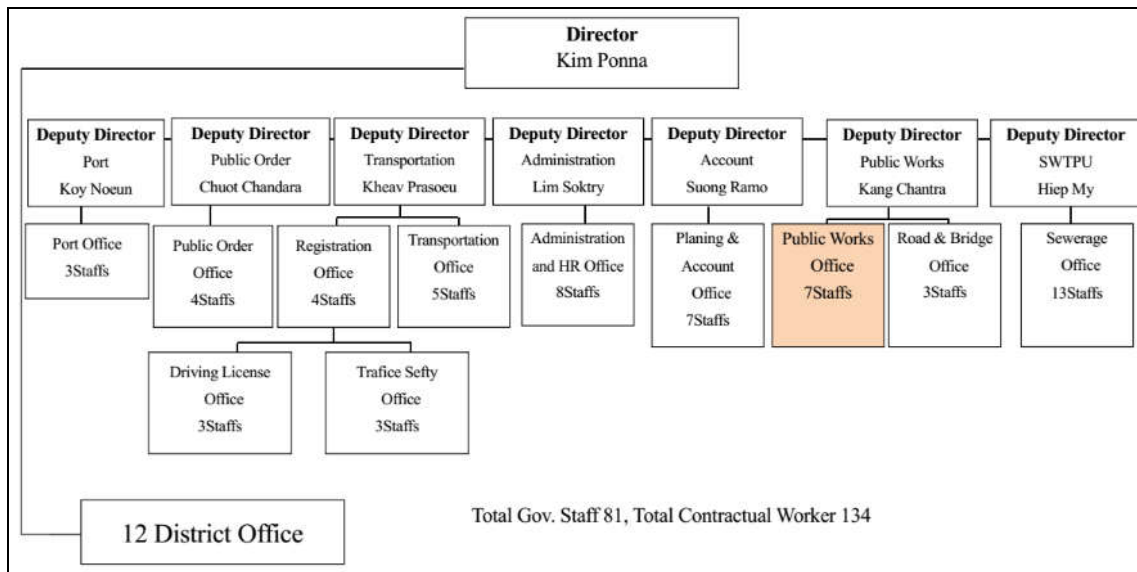 Director
Kim Ponna
Deputy Director
Port
Koy Noeun
Deputy Director
Public Order
Chuot Chandara
Deputy Director
Transportation
Kheav Prasoeu
Deputy Director
Administration
Lim Soktry
Deputy Director
Account
Suong Ramo
Deputy Director
Public Works
Kang Chantra
Deputy Director
SWTPU
Hiep My
Port Office
3Staffs
Public Order
Office
4Staffs
Registration
Office
4Staffs
Transportation
Office
5Staffs
Administration
and HR Office
8Staffs
Planing &
Account
Office
7Staffs
Public Works
Office
7Staffs
Road & Bridge
Office
3Staffs
Sewerage
Office
13Staffs
Driving License
Office
3Staffs
Trafice Sefty
Office
3Staffs
12 District Office
Total Gov. Staff 81, Total Contractual Worker 134